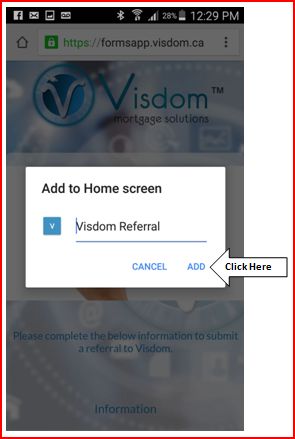 28% 12:29 PM
https://formsapp.visdom.ca
Visdom™
mortgage solutions
Add to Home screen
V Visdom Referral
CANCEL ADD
Click Here
Please complete the below information to submit
a referral to Visdom.
Information